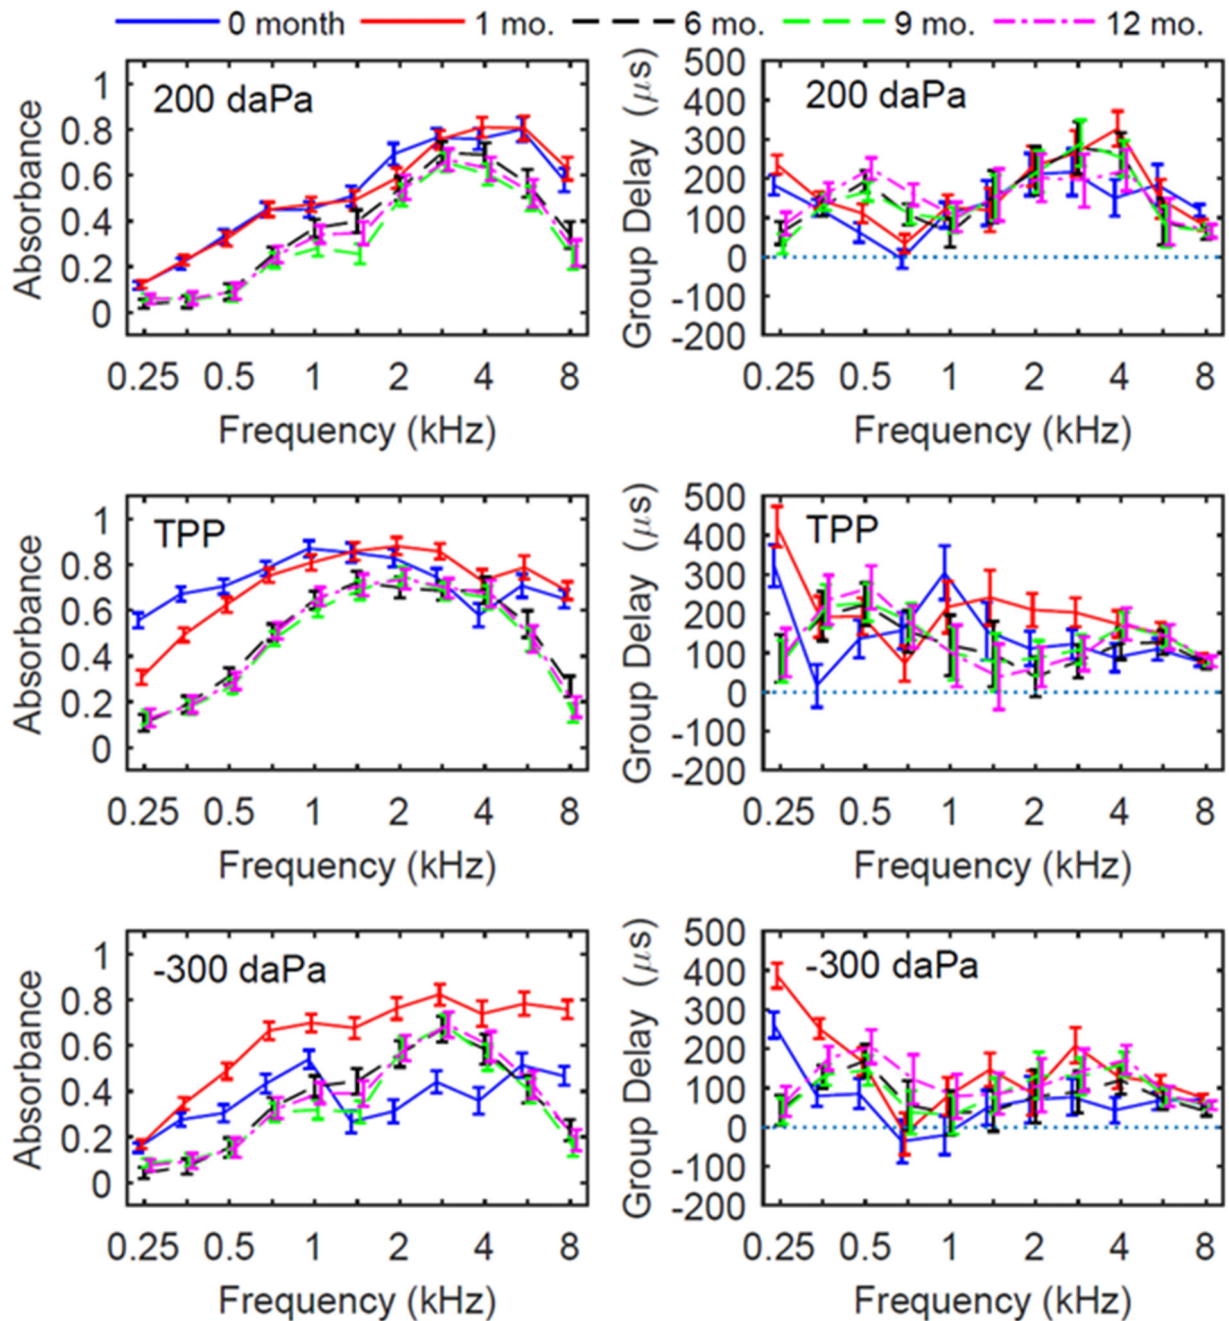 0 month 1 mo. 6 mo. 9 mo. 12 mo.
200 daPa
Absorbance
1
0.8
0.6
0.4
0.2
0
0.25 0.5 1 2 4 8
Frequency (kHz)
200 daPa
Group Delay (μs)
500
400
300
200
100
0
-100
-200
0.25 0.5 1 2 4 8
Frequency (kHz)
TPP
Absorbance
1
0.8
0.6
0.4
0.2
0
0.25 0.5 1 2 4 8
Frequency (kHz)
TPP
Group Delay (μs)
500
400
300
200
100
0
-100
-200
0.25 0.5 1 2 4 8
Frequency (kHz)
-300 daPa
Absorbance
1
0.8
0.6
0.4
0.2
0
0.25 0.5 1 2 4 8
Frequency (kHz)
-300 daPa
Group Delay (μs)
500
400
300
200
100
0
-100
-200
0.25 0.5 1 2 4 8
Frequency (kHz)